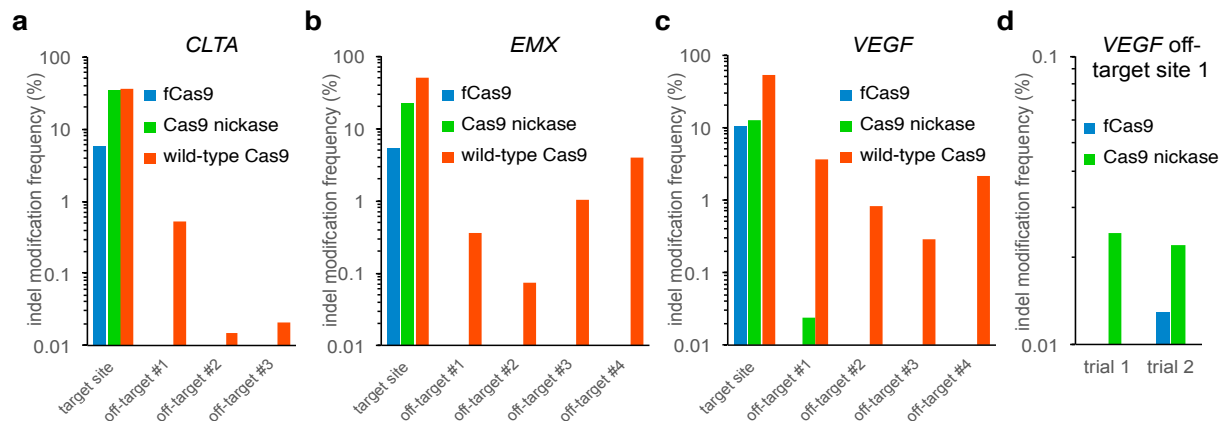 a
CLTA
indel modifcation frequency (%)
100
10
1
0.1
0.01
fCas9
Cas9 nickase
wild-type Cas9
target site
off-target #1
off-target #2
off-target #3
b
EMX
indel modifcation frequency (%)
100
10
1
0.1
0.01
fCas9
Cas9 nickase
wild-type Cas9
target site
off-target #1
off-target #2
off-target #3
off-target #4
c
VEGF
indel modifcation frequency (%)
100
10
1
0.1
0.01
fCas9
Cas9 nickase
wild-type Cas9
target site
off-target #1
off-target #2
off-target #3
off-target #4
d
VEGF off-
target site 1
indel modification frequency (%)
0.1
0.01
fCas9
Cas9 nickase
trial 1
trial 2